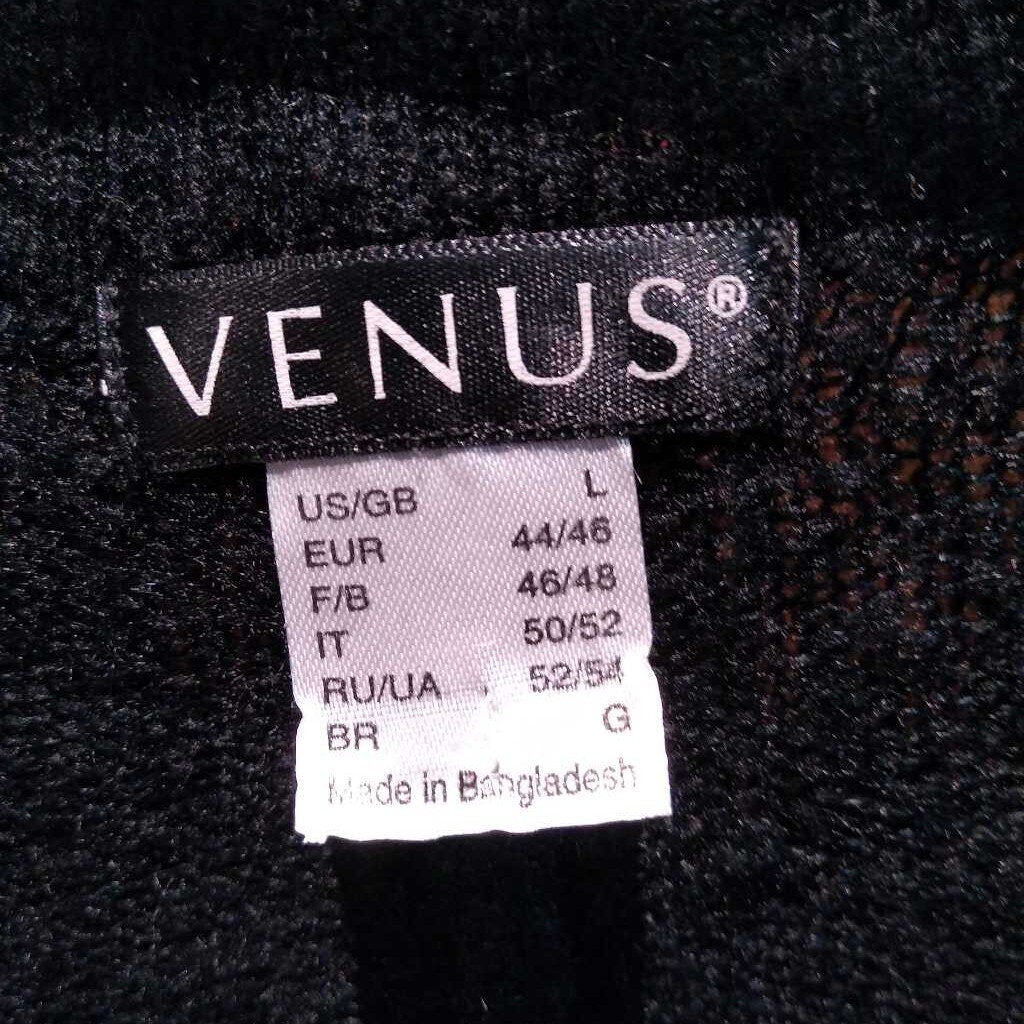 VENUS®
US/GB L
EUR 44/46
F/B 46/48
IT 50/52
RU/UA 52/54
BR G
Made in Bangladesh